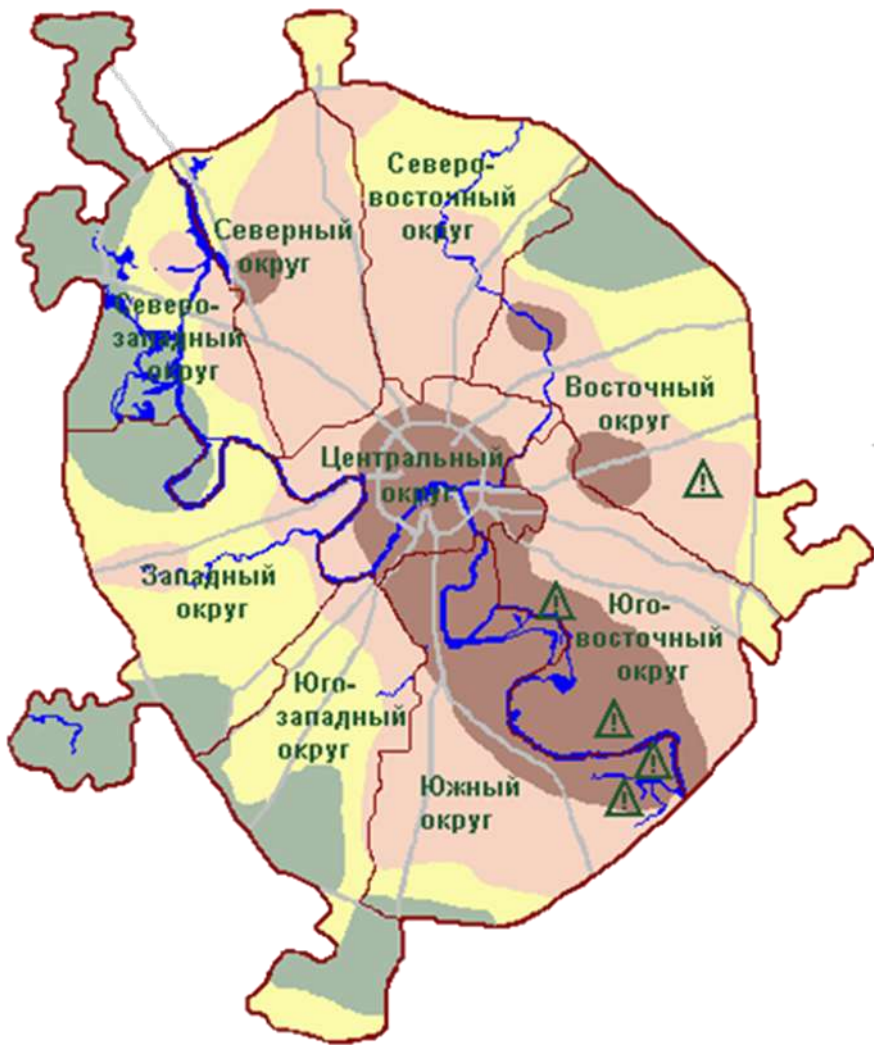 Северо-
восточный
округ
Северный
округ
Северо-
западный
округ
Восточный
округ
Центральный
округ
Западный
округ
Юго-
восточный
округ
Юго-
западный
округ
Южный
округ